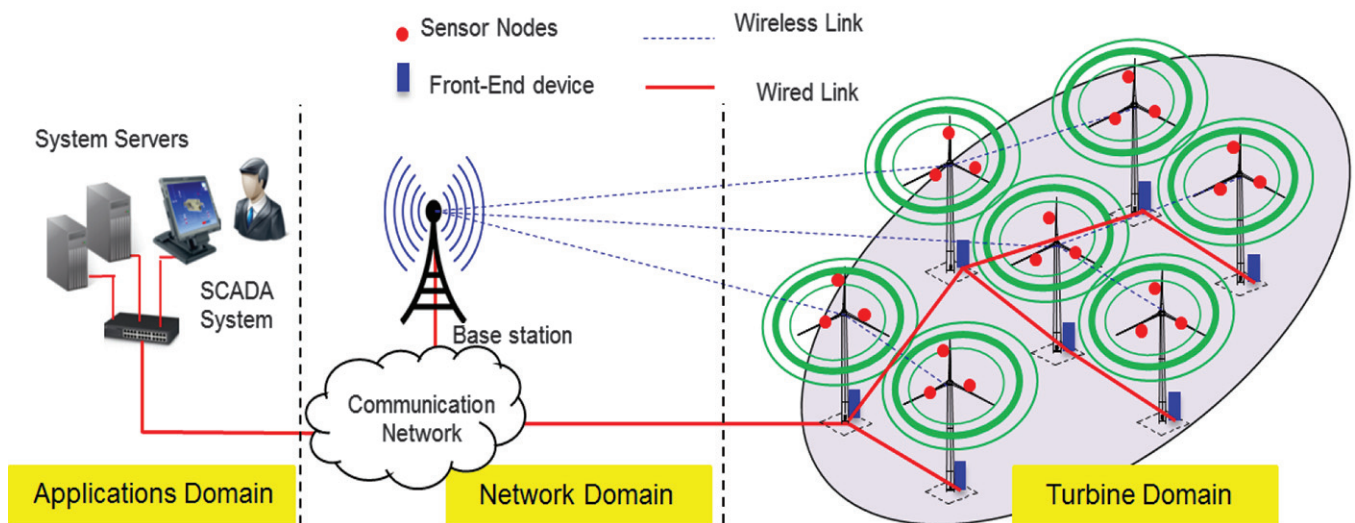 Sensor Nodes
Wireless Link
Front-End device
Wired Link
System Servers
SCADA
System
Base station
Communication
Network
Applications Domain
Network Domain
Turbine Domain